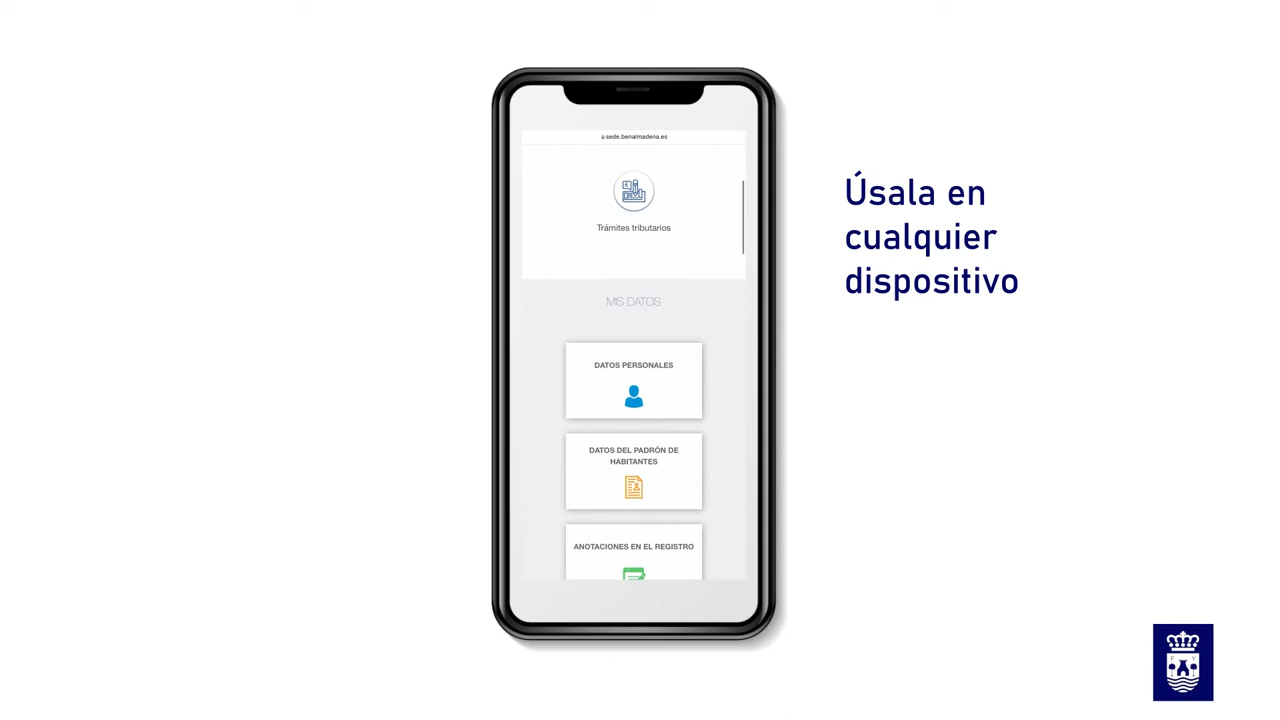 sede.benalmadena.es
Trámites tributarios
MIS DATOS
DATOS PERSONALES
DATOS DEL PADRÓN DE
HABITANTES
ANOTACIONES EN EL REGISTRO
Úsala en
cualquier
dispositivo
F Y